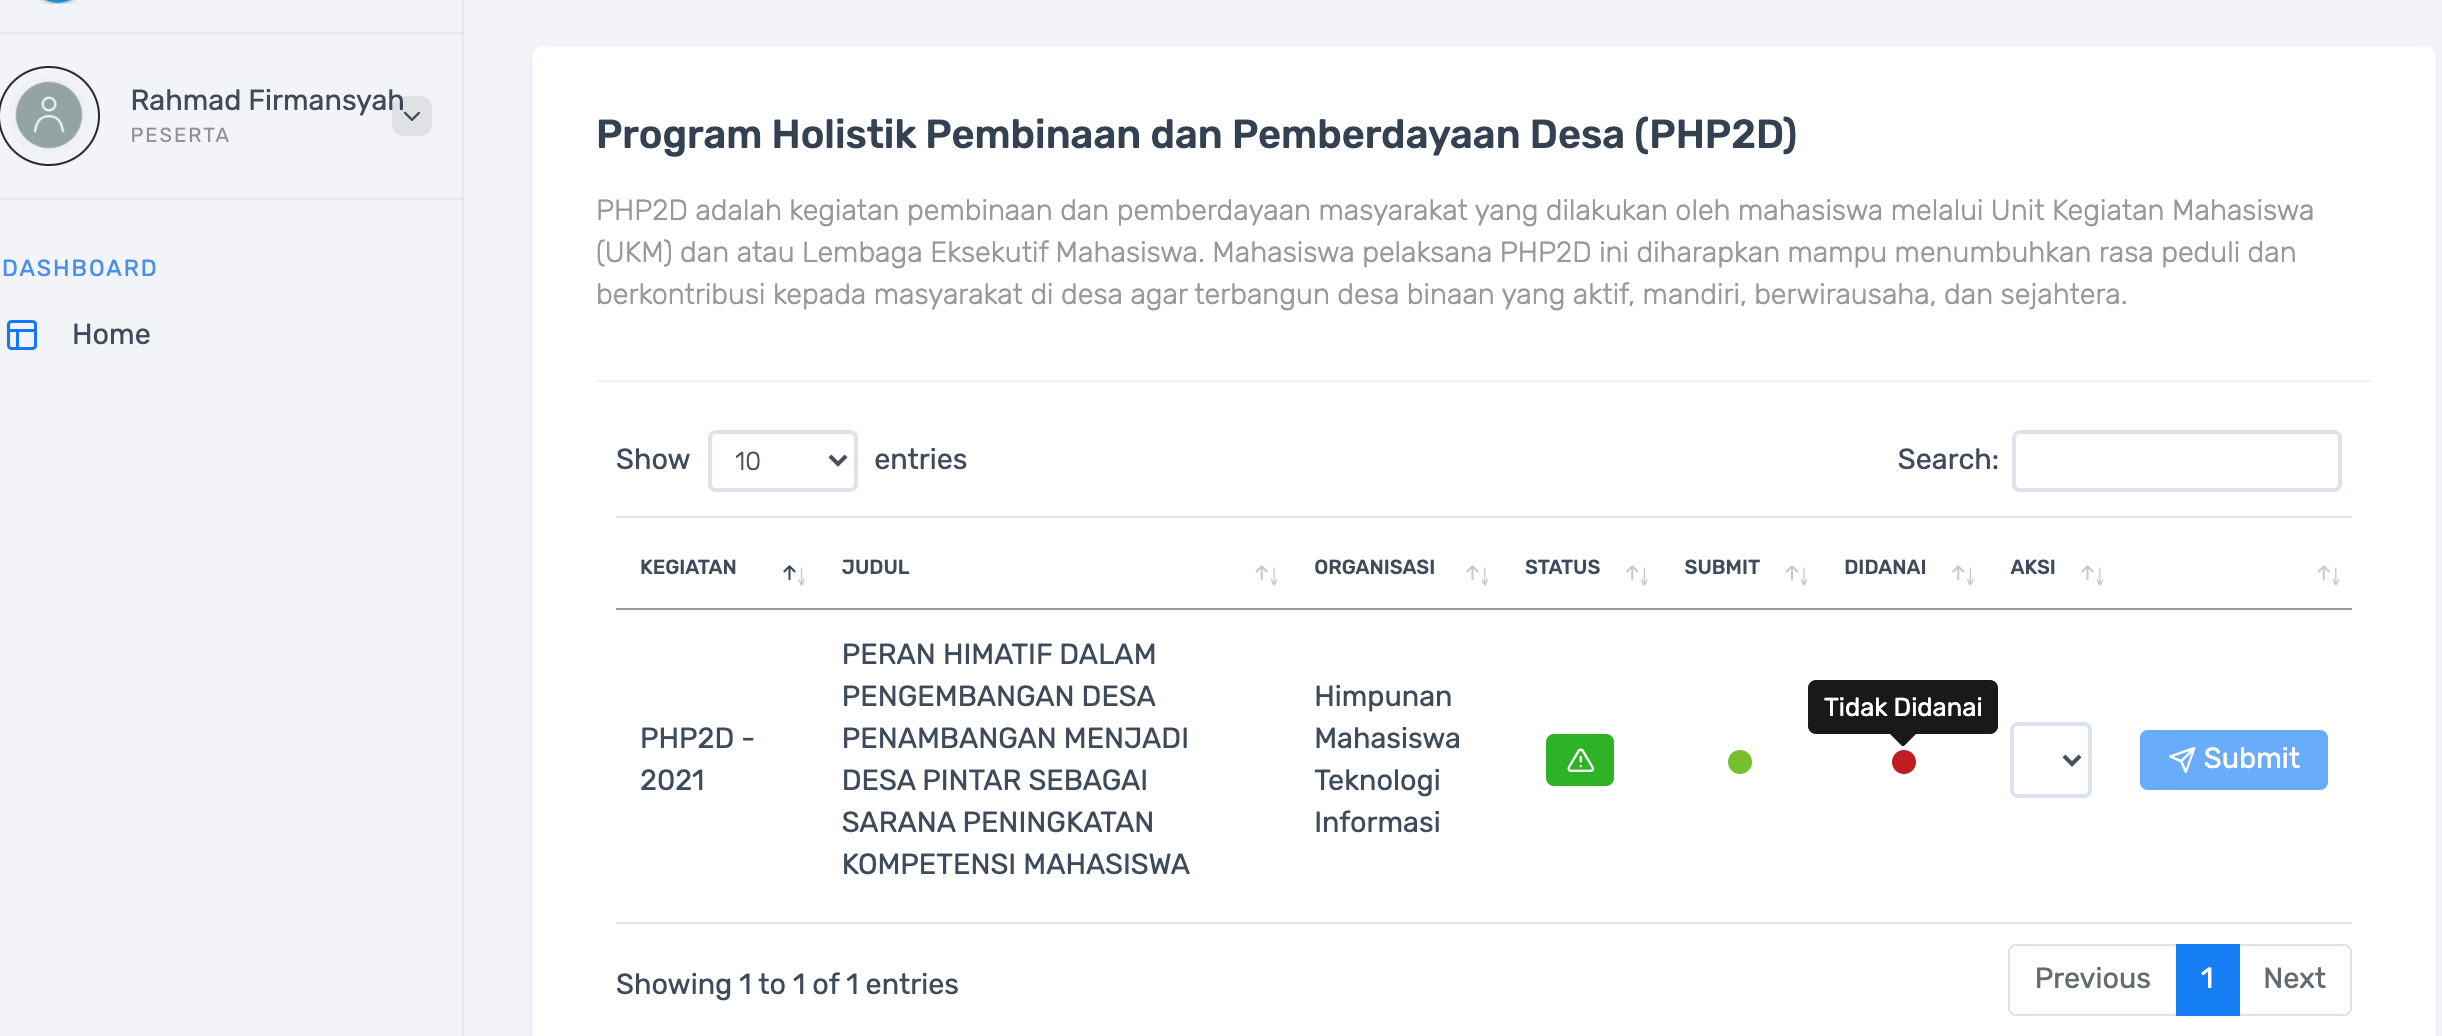 Rahmad Firmansyah
PESERTA
DASHBOARD
Home
Program Holistik Pembinaan dan Pemberdayaan Desa (PHP2D)
PHP2D adalah kegiatan pembinaan dan pemberdayaan masyarakat yang dilakukan oleh mahasiswa melalui Unit Kegiatan Mahasiswa
(UKM) dan atau Lembaga Eksekutif Mahasiswa. Mahasiswa pelaksana PHP2D ini diharapkan mampu menumbuhkan rasa peduli dan
berkontribusi kepada masyarakat di desa agar terbangun desa binaan yang aktif, mandiri, berwirausaha, dan sejahtera.
Show 10 entries
Search:
KEGIATAN JUDUL ORGANISASI STATUS SUBMIT DIDANAI AKSI
PHP2D -
2021
PERAN HIMATIF DALAM
PENGEMBANGAN DESA
PENAMBANGAN MENJADI
DESA PINTAR SEBAGAI
SARANA PENINGKATAN
KOMPETENSI MAHASISWA
Himpunan
Mahasiswa
Teknologi
Informasi
Tidak Didanai
Submit
Showing 1 to 1 of 1 entries
Previous 1 Next